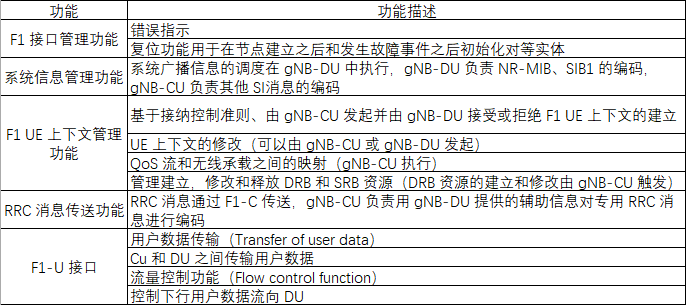 功能 功能描述
F1 接口管理功能
错误指示
复位功能用于在节点建立之后和发生故障事件之后初始化对等实体
系统信息管理功能
系统广播信息的调度在 gNB-DU 中执行，gNB-DU 负责 NR-MIB、SIB1 的编码，
gNB-CU 负责其他 SI消息的编码
F1 UE 上下文管理
功能
基于接纳控制准则、由 gNB-CU 发起并由 gNB-DU 接受或拒绝 F1 UE 上下文的建立
UE 上下文的修改（可以由 gNB-CU 或 gNB-DU 发起）
QoS 流和无线承载之间的映射（gNB-CU 执行）
管理建立，修改和释放 DRB 和 SRB 资源（DRB 资源的建立和修改由 gNB-CU 触发）
RRC 消息传送功能
RRC 消息通过 F1-C 传送，gNB-CU 负责用 gNB-DU 提供的辅助信息对专用 RRC 消
息进行编码
F1-U 接口
用户数据传输（Transfer of user data）
Cu 和 DU 之间传输用户数据
流量控制功能（Flow control function）
控制下行用户数据流向 DU